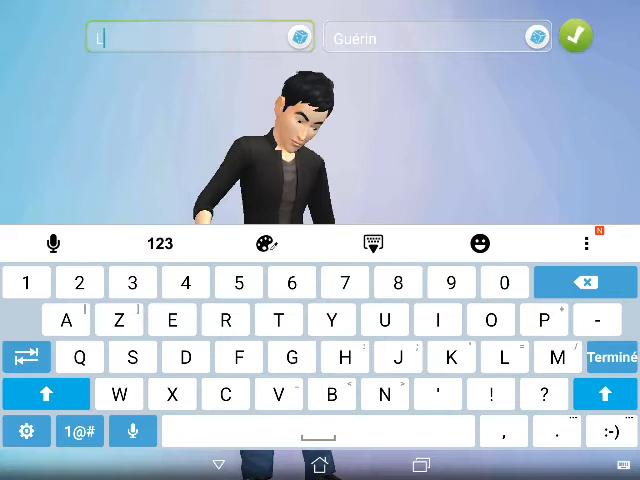 L
Guérin
123
N
1 2 3 4 5 6 7 8 9 0
A [ Z ] E R T Y U I O P + -
Q S D F G H : J ; K * L ~ M / Terminé
W X C V _ B < N > ' ! ?
1@# , . ... :-) ...